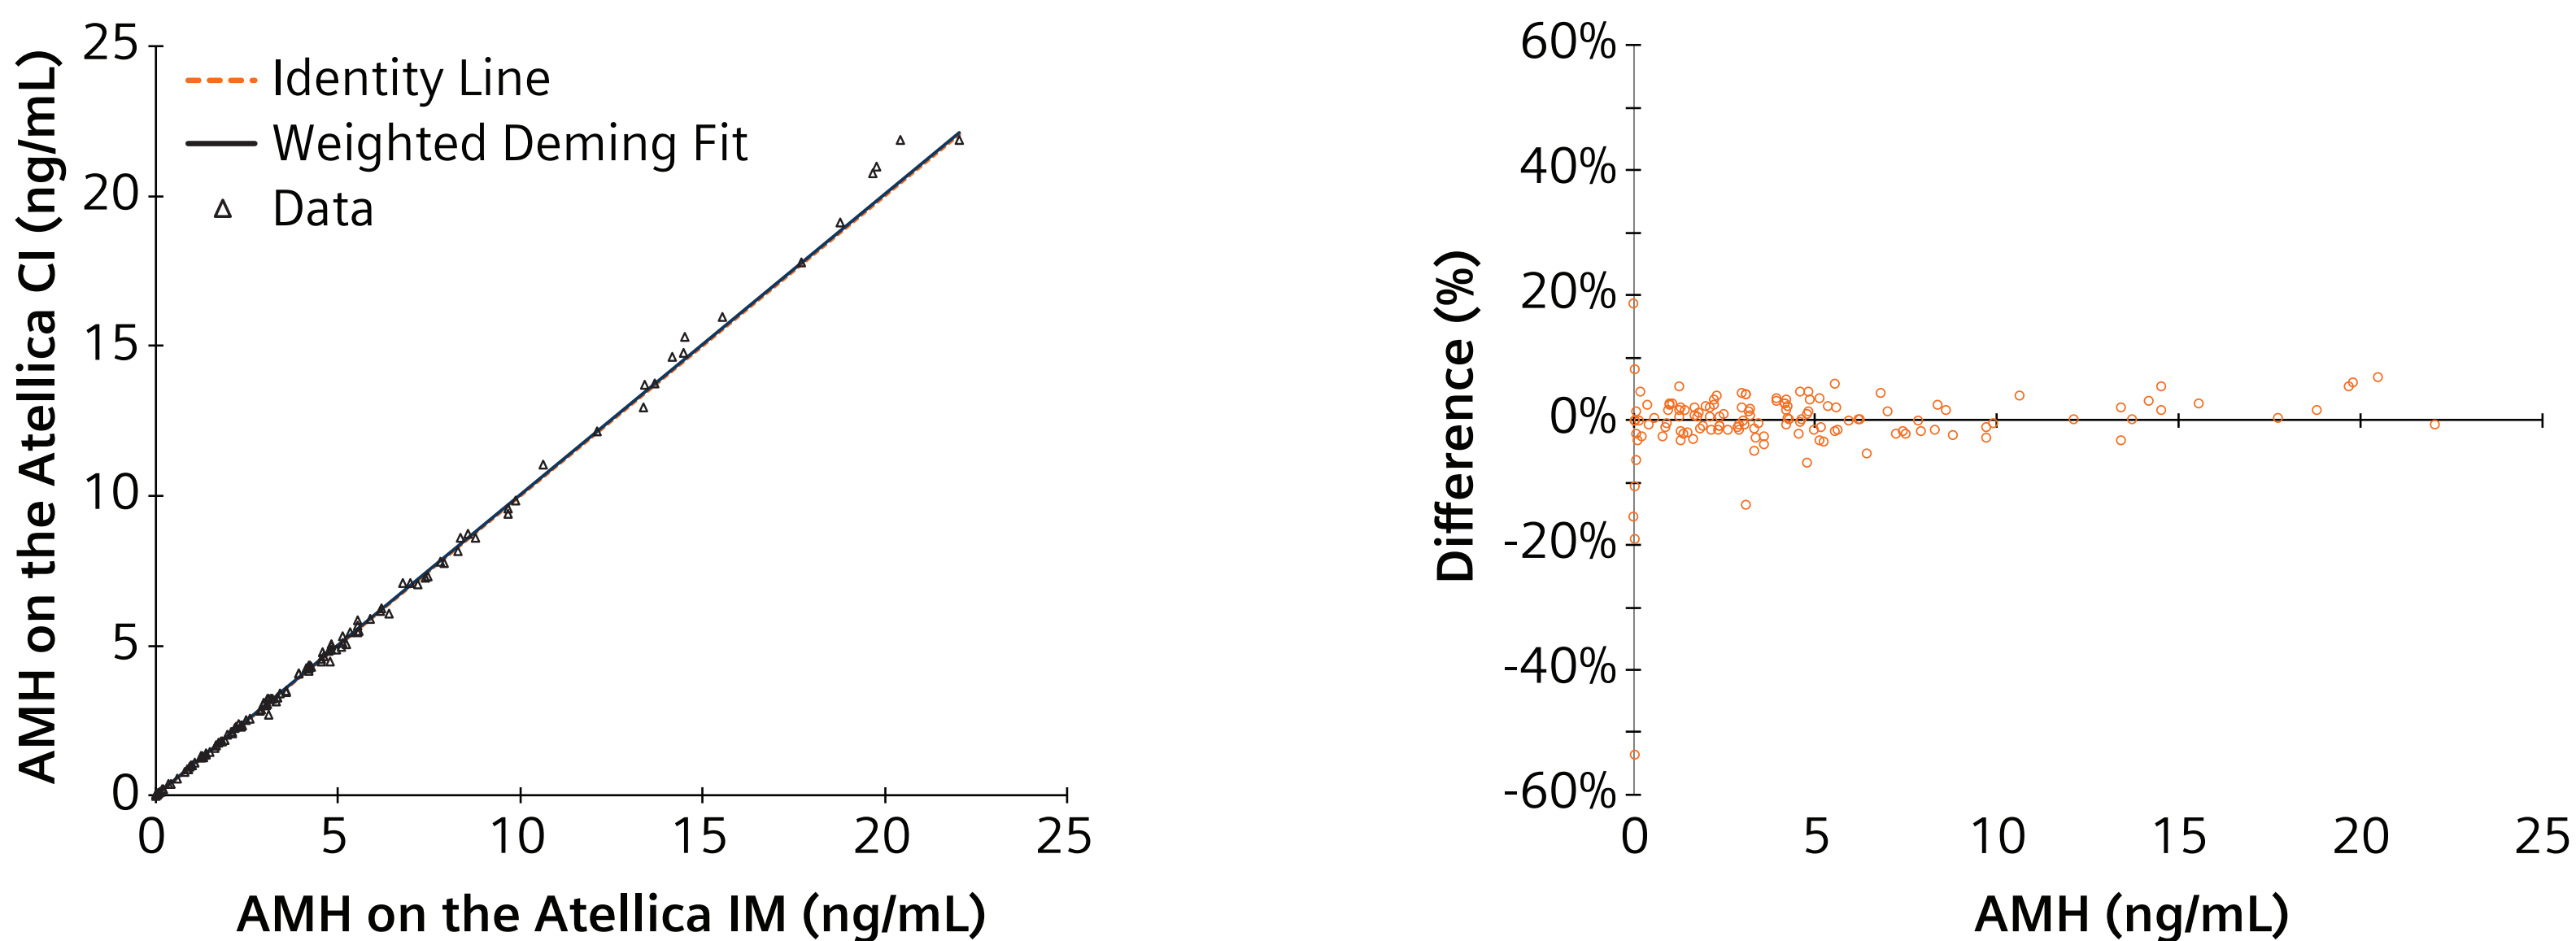 25
20
15
10
5
0
AMH on the Atellica CI (ng/mL)
Identity Line
Weighted Deming Fit
Data
0 5 10 15 20 25
AMH on the Atellica IM (ng/mL)
60%
40%
20%
0%
-20%
-40%
-60%
Difference (%)
0 5 10 15 20 25
AMH (ng/mL)